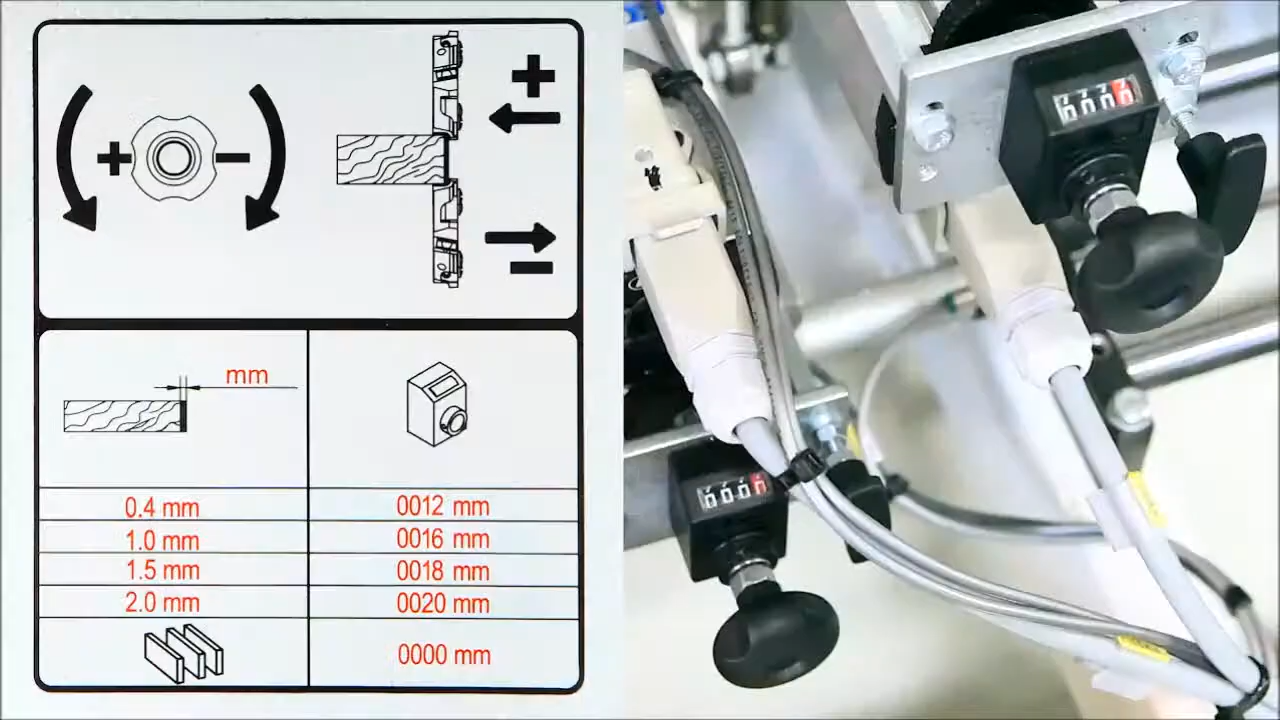 +
−
+
−
mm
0.4 mm 0012 mm
1.0 mm 0016 mm
1.5 mm 0018 mm
2.0 mm 0020 mm
0000 mm